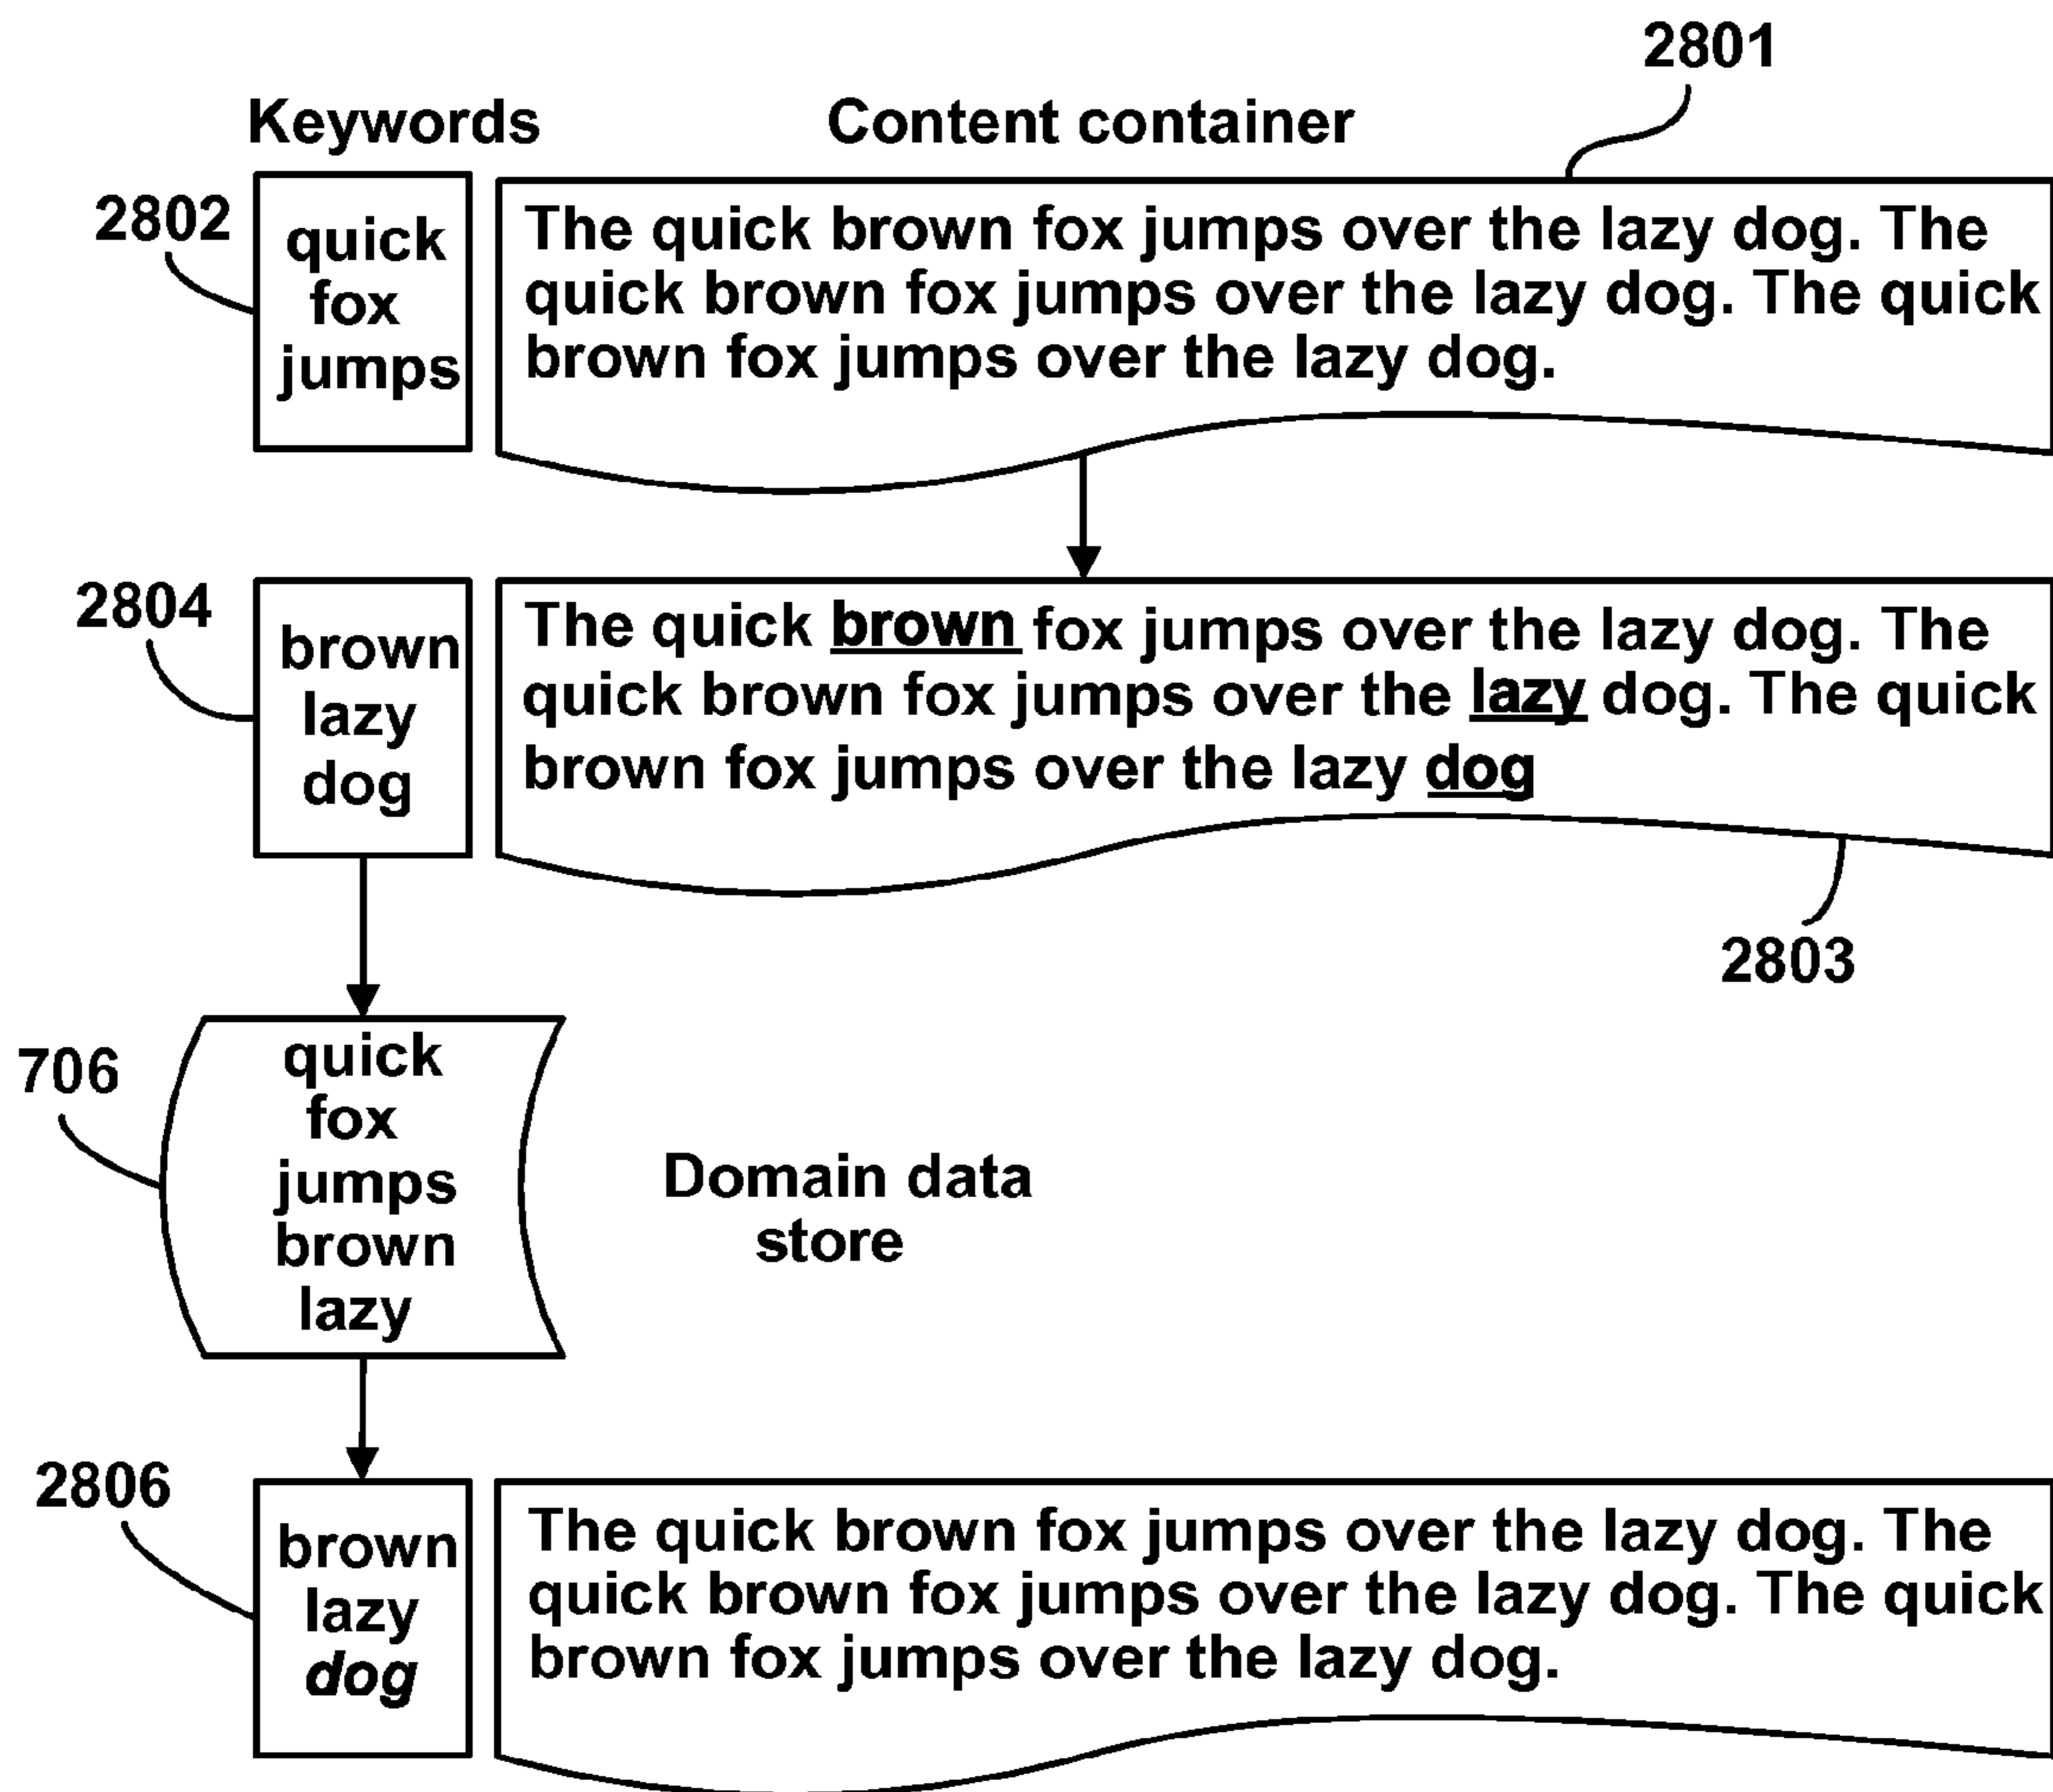 2801
Keywords
Content container
2802
quick
fox
jumps
The quick brown fox jumps over the lazy dog. The
quick brown fox jumps over the lazy dog. The quick
brown fox jumps over the lazy dog.
2804
brown
lazy
dog
The quick brown fox jumps over the lazy dog. The
quick brown fox jumps over the lazy dog. The quick
brown fox jumps over the lazy dog
2803
706
quick
fox
jumps
brown
lazy
Domain data
store
2806
brown
lazy
dog
The quick brown fox jumps over the lazy dog. The
quick brown fox jumps over the lazy dog. The quick
brown fox jumps over the lazy dog.